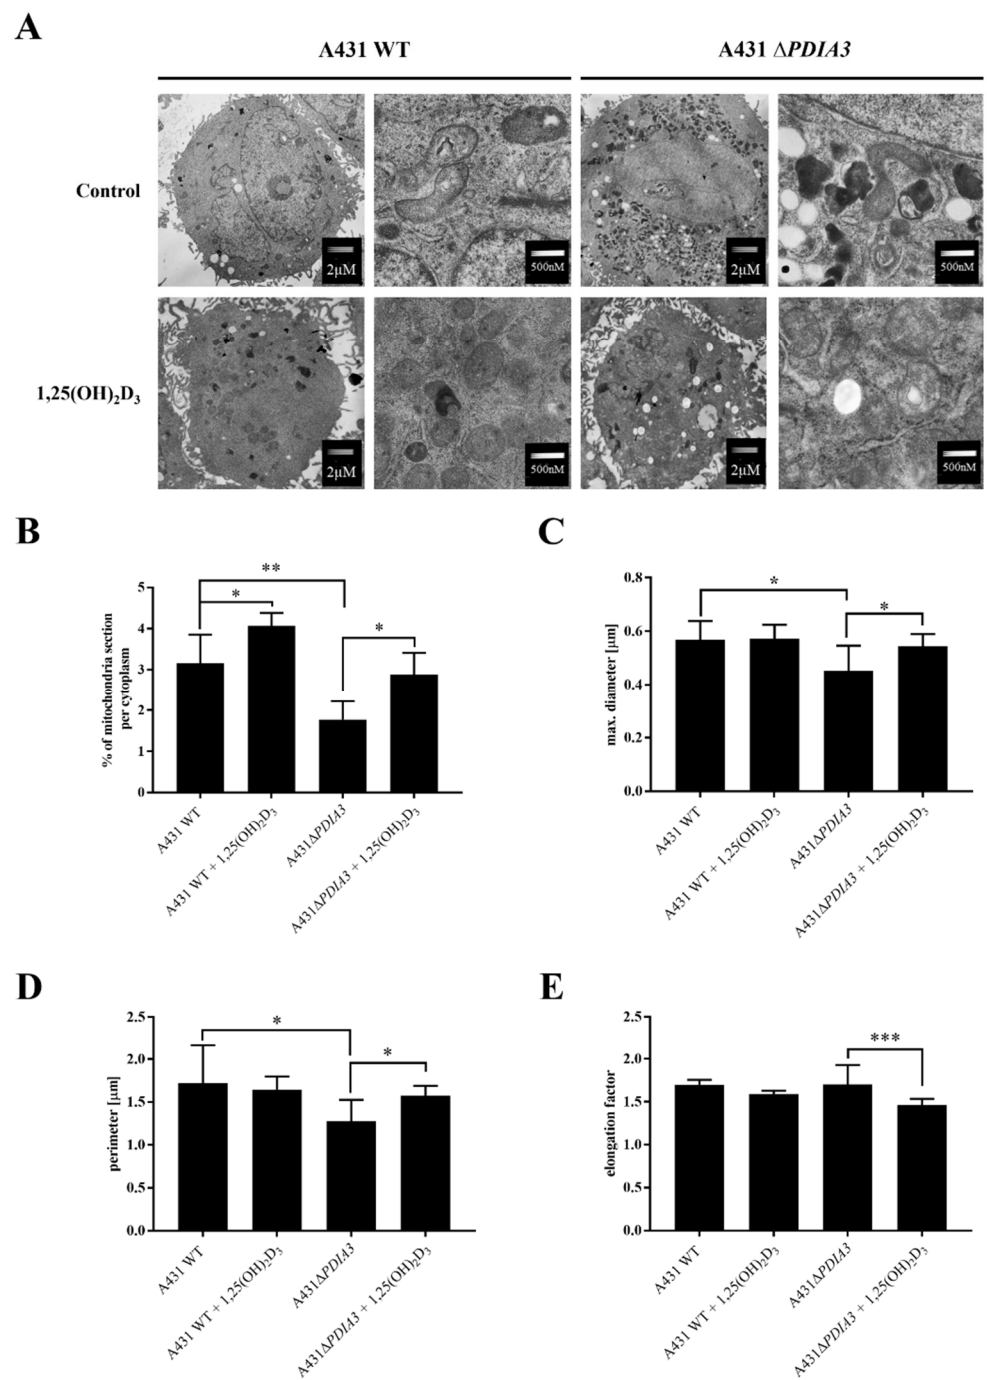 A
A431 WT
A431 ΔPDIA3
Control
2μM
500nM
2μM
500nM
1,25(OH)₂D₃
2μM
500nM
2μM
500nM
B
**
*
*
5
4
3
2
1
0
% of mitochondria section
per cytoplasm
A431 WT
A431 WT + 1,25(OH)₂D₃
A431ΔPDIA3
A431ΔPDIA3 + 1,25(OH)₂D₃
C
*
*
0.8
0.6
0.4
0.2
0.0
max. diameter [μm]
A431 WT
A431 WT + 1,25(OH)₂D₃
A431ΔPDIA3
A431ΔPDIA3 + 1,25(OH)₂D₃
D
*
*
2.5
2.0
1.5
1.0
0.5
0.0
perimeter [μm]
A431 WT
A431 WT + 1,25(OH)₂D₃
A431ΔPDIA3
A431ΔPDIA3 + 1,25(OH)₂D₃
E
***
2.5
2.0
1.5
1.0
0.5
0.0
elongation factor
A431 WT
A431 WT + 1,25(OH)₂D₃
A431ΔPDIA3
A431ΔPDIA3 + 1,25(OH)₂D₃